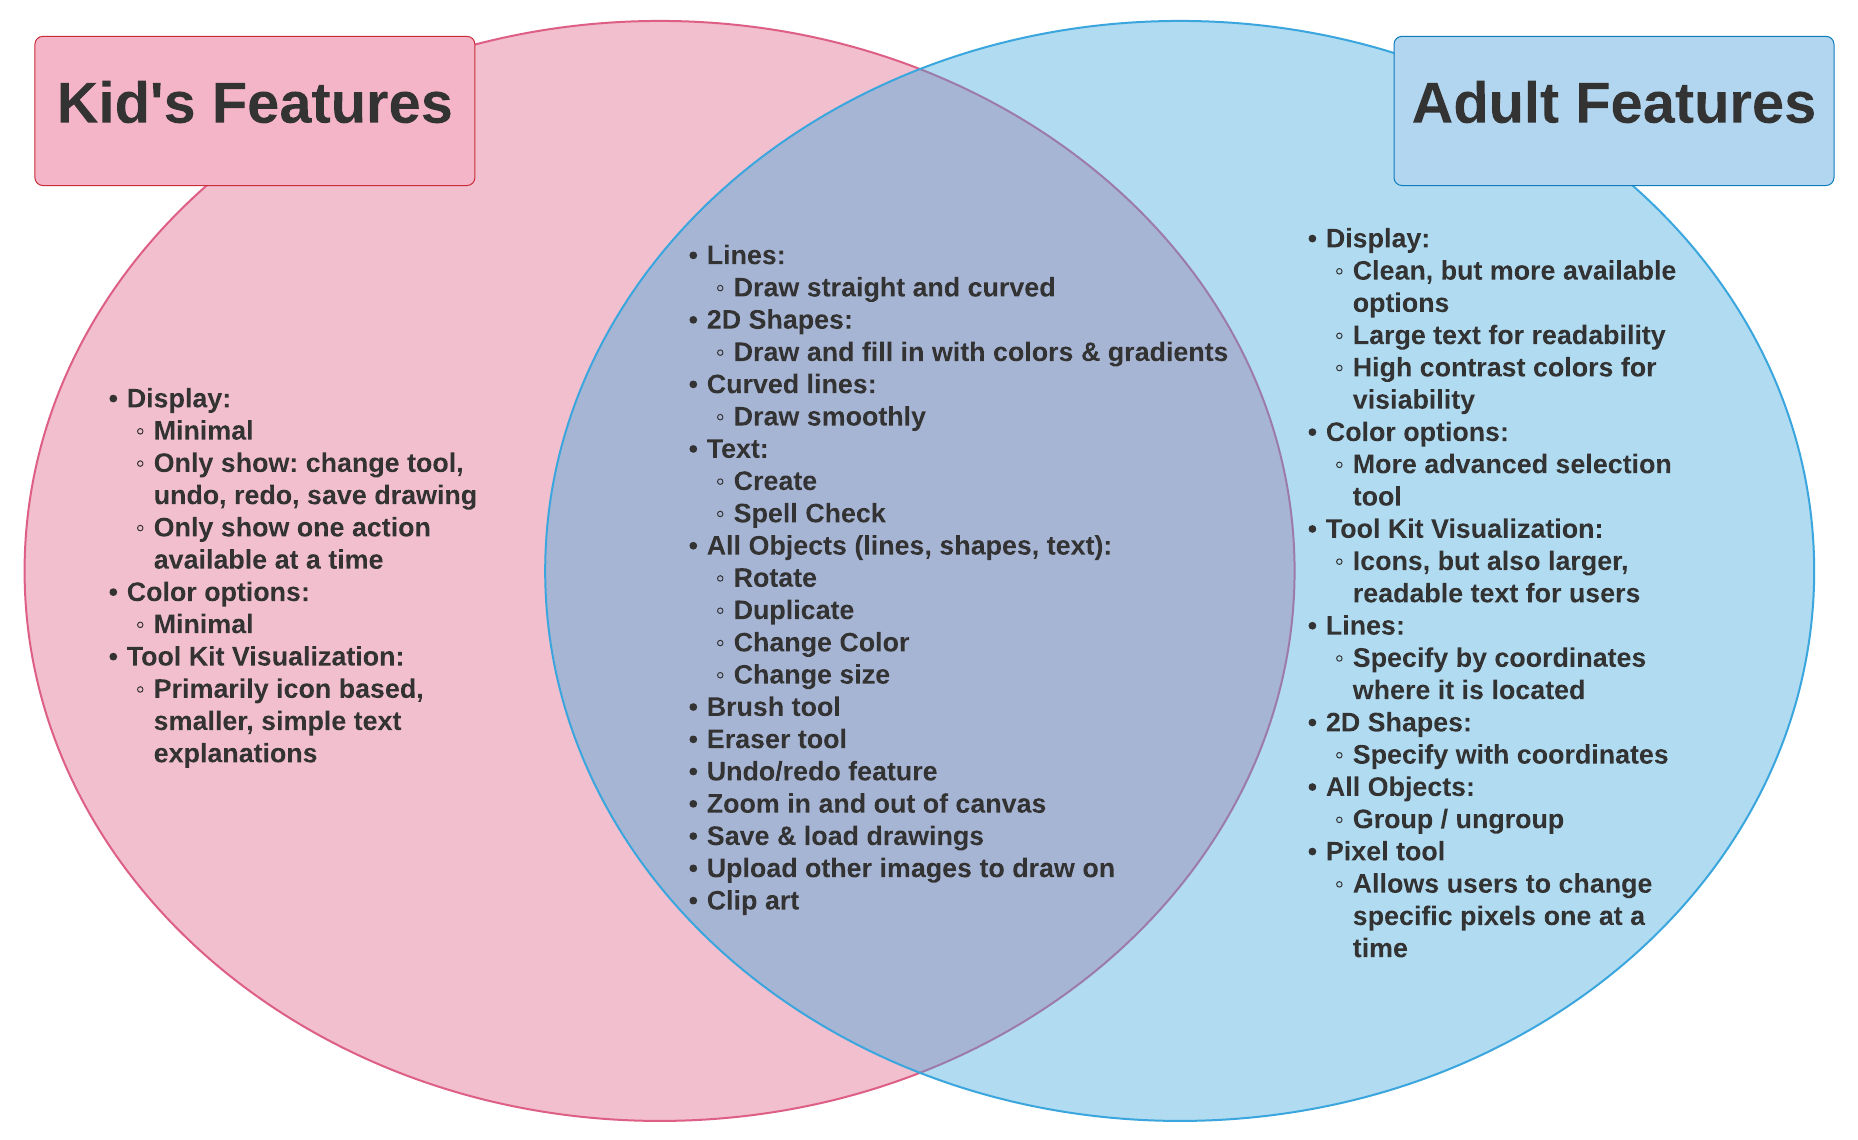 Kid's Features
• Display:
◦ Minimal
◦ Only show: change tool,
undo, redo, save drawing
◦ Only show one action
available at a time
• Color options:
◦ Minimal
• Tool Kit Visualization:
◦ Primarily icon based,
smaller, simple text
explanations
• Lines:
◦ Draw straight and curved
• 2D Shapes:
◦ Draw and fill in with colors & gradients
• Curved lines:
◦ Draw smoothly
• Text:
◦ Create
◦ Spell Check
• All Objects (lines, shapes, text):
◦ Rotate
◦ Duplicate
◦ Change Color
◦ Change size
• Brush tool
• Eraser tool
• Undo/redo feature
• Zoom in and out of canvas
• Save & load drawings
• Upload other images to draw on
• Clip art
Adult Features
• Display:
◦ Clean, but more available
options
◦ Large text for readability
◦ High contrast colors for
visiability
• Color options:
◦ More advanced selection
tool
• Tool Kit Visualization:
◦ Icons, but also larger,
readable text for users
• Lines:
◦ Specify by coordinates
where it is located
• 2D Shapes:
◦ Specify with coordinates
• All Objects:
◦ Group / ungroup
• Pixel tool
◦ Allows users to change
specific pixels one at a
time